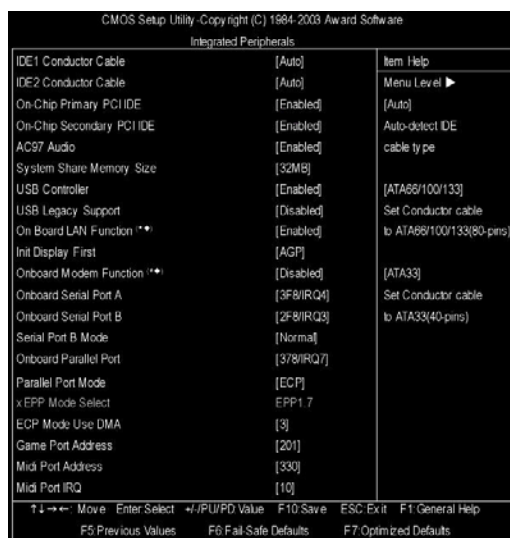 CMOS Setup Utility-Copyright (C) 1984-2003 Award Software
Integrated Peripherals
IDE1 Conductor Cable [Auto] Item Help
IDE2 Conductor Cable [Auto] Menu Level ▶
On-Chip Primary PCI IDE [Enabled] [Auto]
On-Chip Secondary PCI IDE [Enabled] Auto-detect IDE
AC97 Audio [Enabled] cable type
System Share Memory Size [32MB]
USB Controller [Enabled] [ATA66/100/133]
USB Legacy Support [Disabled] Set Conductor cable
On Board LAN Function (*◆) [Enabled] to ATA66/100/133(80-pins)
Init Display First [AGP]
Onboard Modem Function (*◆) [Disabled] [ATA33]
Onboard Serial Port A [3F8/IRQ4] Set Conductor cable
Onboard Serial Port B [2F8/IRQ3] to ATA33(40-pins)
Serial Port B Mode [Normal]
Onboard Parallel Port [378/IRQ7]
Parallel Port Mode [ECP]
x EPP Mode Select EPP1.7
ECP Mode Use DMA [3]
Game Port Address [201]
Midi Port Address [330]
Midi Port IRQ [10]
↑↓→←: Move Enter:Select +/-/PU/PD:Value F10:Save ESC:Exit F1:General Help
F5:Previous Values F6:Fail-Safe Defaults F7:Optimized Defaults